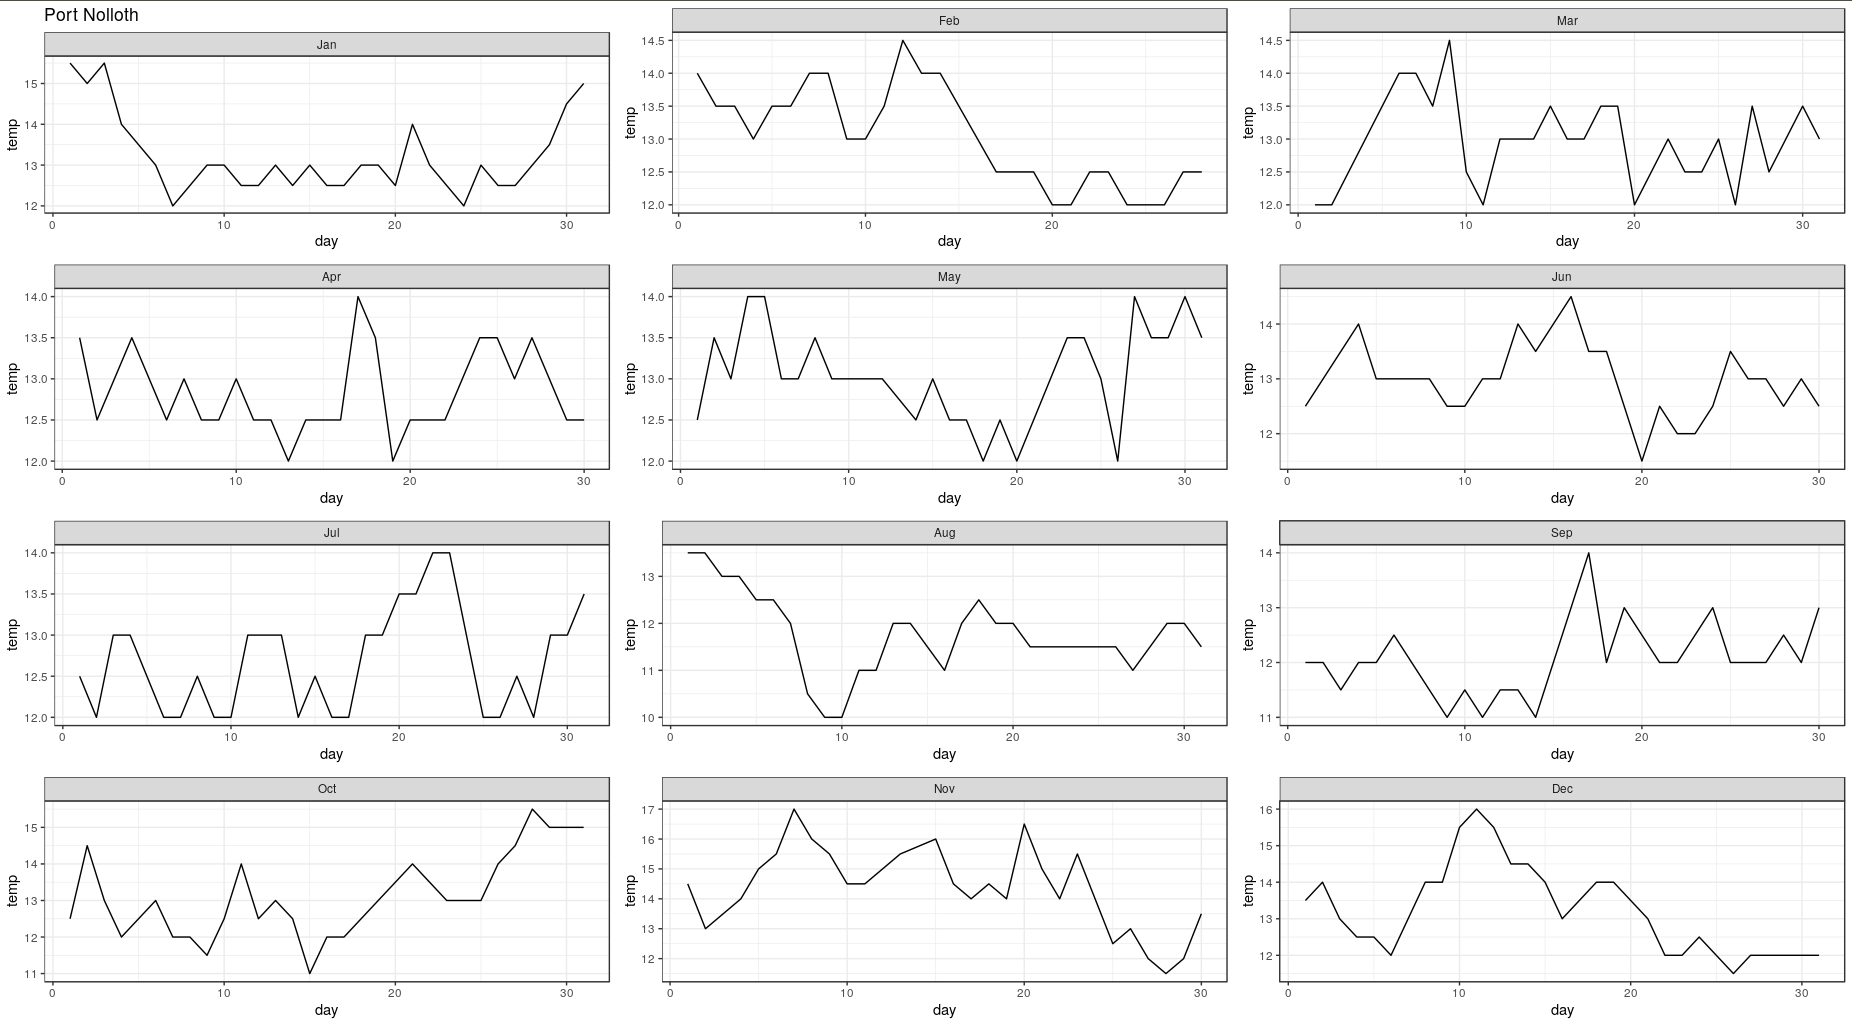 Port Nolloth
Jan
15
14
13
12
temp
0 10 20 30
day
Feb
14.5
14.0
13.5
13.0
12.5
12.0
temp
0 10 20
day
Mar
14.5
14.0
13.5
13.0
12.5
12.0
temp
0 10 20 30
day
Apr
14.0
13.5
13.0
12.5
12.0
temp
0 10 20 30
day
May
14.0
13.5
13.0
12.5
12.0
temp
0 10 20 30
day
Jun
14
13
12
temp
0 10 20 30
day
Jul
14.0
13.5
13.0
12.5
12.0
temp
0 10 20 30
day
Aug
13
12
11
10
temp
0 10 20 30
day
Sep
14
13
12
11
temp
0 10 20 30
day
Oct
15
14
13
12
11
temp
0 10 20 30
day
Nov
17
16
15
14
13
12
temp
0 10 20 30
day
Dec
16
15
14
13
12
temp
0 10 20 30
day